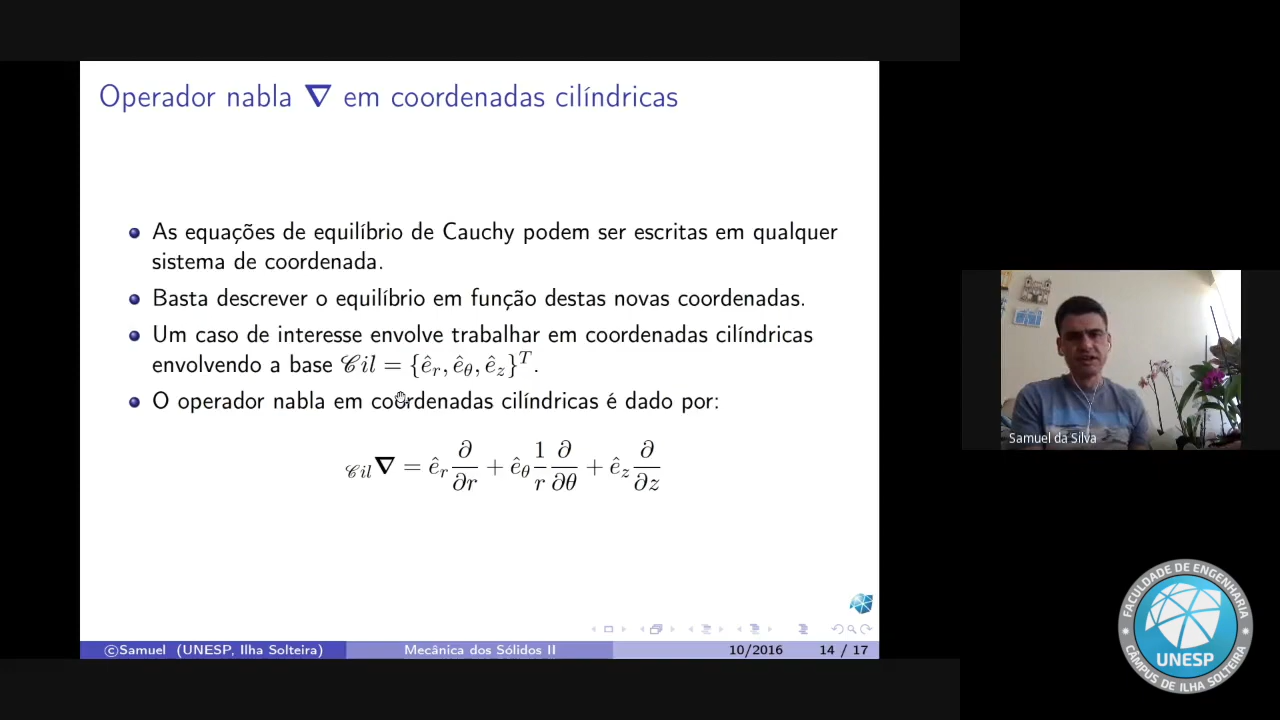 Operador nabla ∇ em coordenadas cilíndricas
As equações de equilíbrio de Cauchy podem ser escritas em qualquer
sistema de coordenada.
Basta descrever o equilíbrio em função destas novas coordenadas.
Um caso de interesse envolve trabalhar em coordenadas cilíndricas
envolvendo a base 𝒞il = {ê_r, ê_θ, ê_z}^T.
O operador nabla em coordenadas cilíndricas é dado por:
_𝒞il ∇ = ê_r ∂/∂r + ê_θ 1/r ∂/∂θ + ê_z ∂/∂z
©Samuel (UNESP, Ilha Solteira) Mecânica dos Sólidos II 10/2016 14 / 17
Samuel da Silva
FACULDADE DE ENGENHARIA
UNESP
CÂMPUS DE ILHA SOLTEIRA